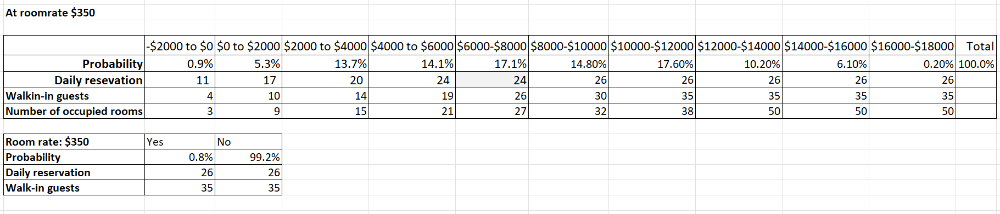 At roomrate $350
-$2000 to $0 $0 to $2000 $2000 to $4000 $4000 to $6000 $6000-$8000 $8000-$10000 $10000-$12000 $12000-$14000 $14000-$16000 $16000-$18000 Total
Probability 0.9% 5.3% 13.7% 14.1% 17.1% 14.80% 17.60% 10.20% 6.10% 0.20% 100.0%
Daily resevation 11 17 20 24 24 26 26 26 26 26
Walkin-in guests 4 10 14 19 26 30 35 35 35 35
Number of occupied rooms 3 9 15 21 27 32 38 50 50 50
Room rate: $350 Yes No
Probability 0.8% 99.2%
Daily reservation 26 26
Walk-in guests 35 35